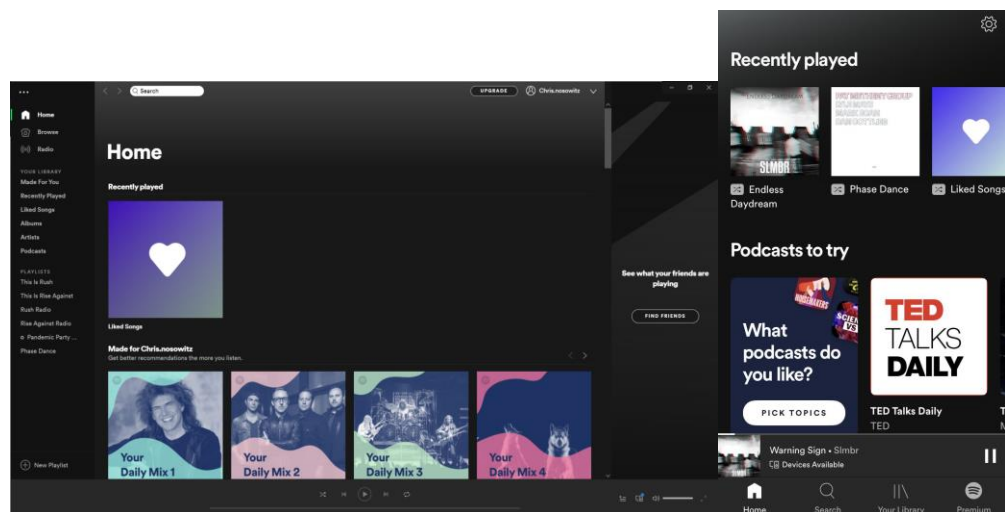 Search
UPGRADE
Chris.nosowitz
Home
Browse
Radio
YOUR LIBRARY
Made For You
Recently Played
Liked Songs
Albums
Artists
Podcasts
PLAYLISTS
This Is Rush
This Is Rise Against
Rush Radio
Rise Against Radio
Pandemic Party ...
Phase Dance
New Playlist
Home
Recently played
Liked Songs
Made for Chris.nosowitz
Get better recommendations the more you listen.
Your
Daily Mix 1
Your
Daily Mix 2
Your
Daily Mix 3
Your
Daily Mix 4
See what your friends are
playing
FIND FRIENDS
Recently played
SLMBR
PAT METHENY GROUP
Endless
Daydream
Phase Dance
Liked Songs
Podcasts to try
NOISEMAKERS
What
podcasts do
you like?
PICK TOPICS
TED
TALKS
DAILY
TED Talks Daily
TED
Warning Sign • Slmbr
Devices Available
Home
Search
Your Library
Premium